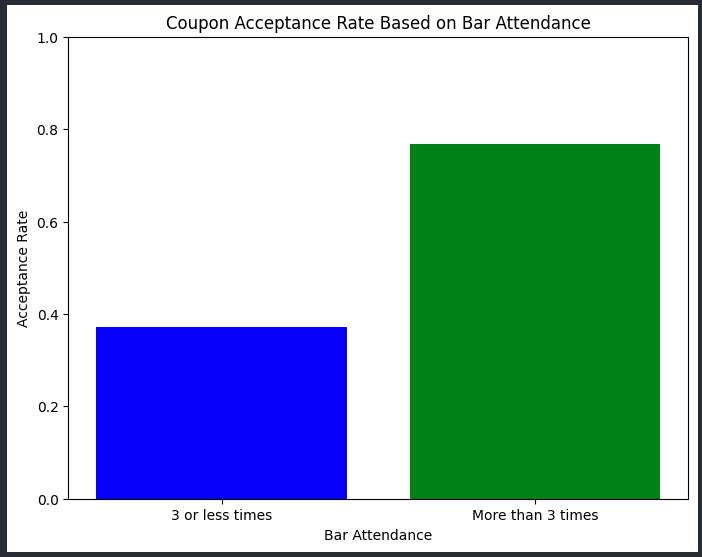 Coupon Acceptance Rate Based on Bar Attendance
1.0
0.8
0.6
0.4
0.2
0.0
Acceptance Rate
3 or less times
More than 3 times
Bar Attendance